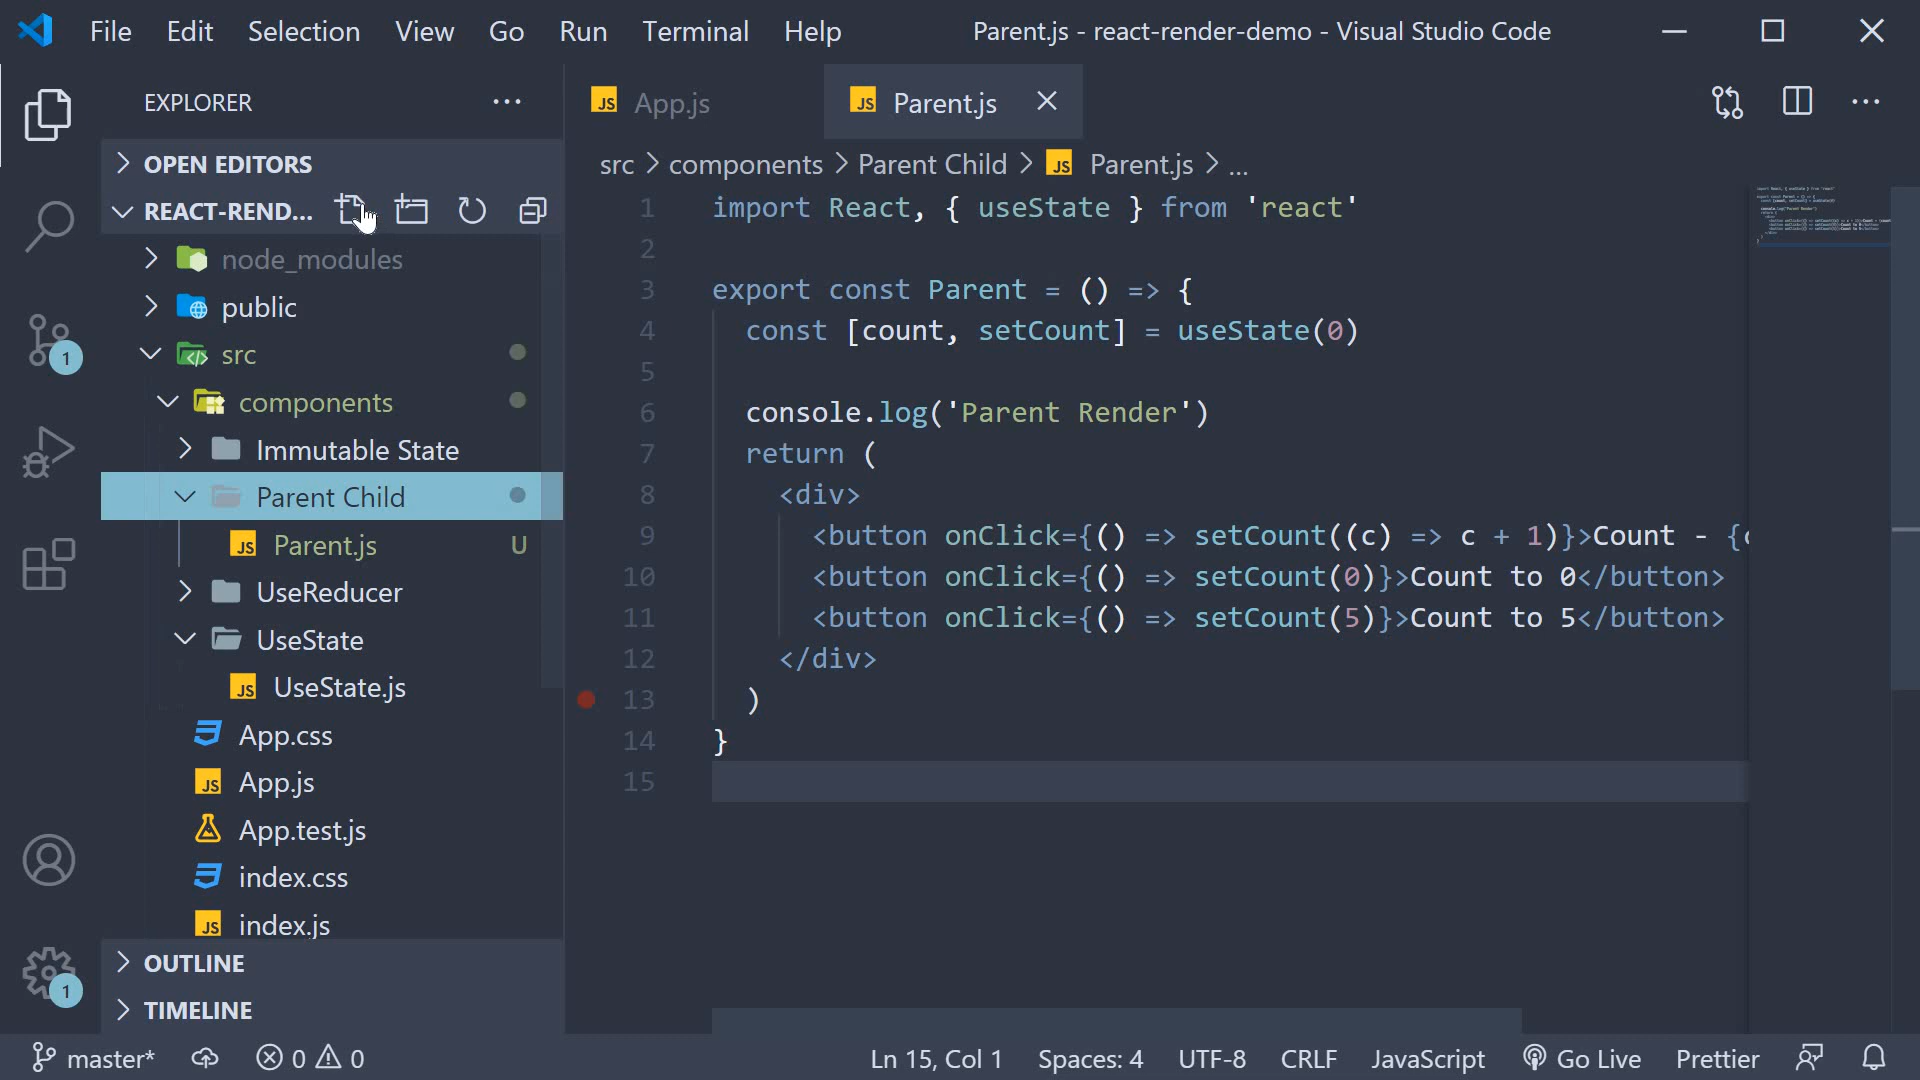 File Edit Selection View Go Run Terminal Help Parent.js - react-render-demo - Visual Studio Code
EXPLORER
OPEN EDITORS
REACT-REND...
node_modules
public
src
components
Immutable State
Parent Child
Parent.js U
UseReducer
UseState
UseState.js
App.css
App.js
App.test.js
index.css
index.js
OUTLINE
TIMELINE
1
1
App.js Parent.js
src > components > Parent Child > JS Parent.js > ...
1 import React, { useState } from 'react'
2
3 export const Parent = () => {
4 const [count, setCount] = useState(0)
5
6 console.log('Parent Render')
7 return (
8 <div>
9 <button onClick={() => setCount((c) => c + 1)}>Count - {
10 <button onClick={() => setCount(0)}>Count to 0</button>
11 <button onClick={() => setCount(5)}>Count to 5</button>
12 </div>
13 )
14 }
15
master* 0 0 Ln 15, Col 1 Spaces: 4 UTF-8 CRLF JavaScript Go Live Prettier